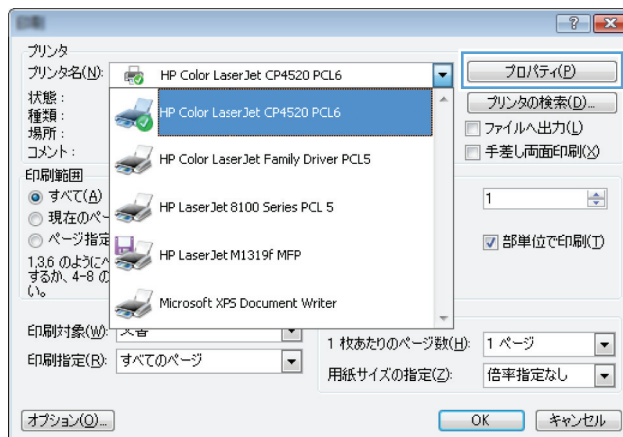 プリンタ
プリンタ名(N): HP Color LaserJet CP4520 PCL6 プロパティ(P)
状態 : HP Color LaserJet CP4520 PCL6 プリンタの検索(D)...
種類 :
場所 : ファイルへ出力(L)
コメント : HP Color LaserJet Family Driver PCL5 手差し両面印刷(X)
印刷範囲
すべて(A) HP LaserJet 8100 Series PCL 5 1
現在のペー
ページ指定 HP LaserJet M1319f MFP 部単位で印刷(T)
1,3,6 のようにペ
するか、4-8 の
い。 Microsoft XPS Document Writer
印刷対象(W): 文書
1 枚あたりのページ数(H): 1 ページ
印刷指定(R): すべてのページ
用紙サイズの指定(Z): 倍率指定なし
オプション(O)... OK キャンセル